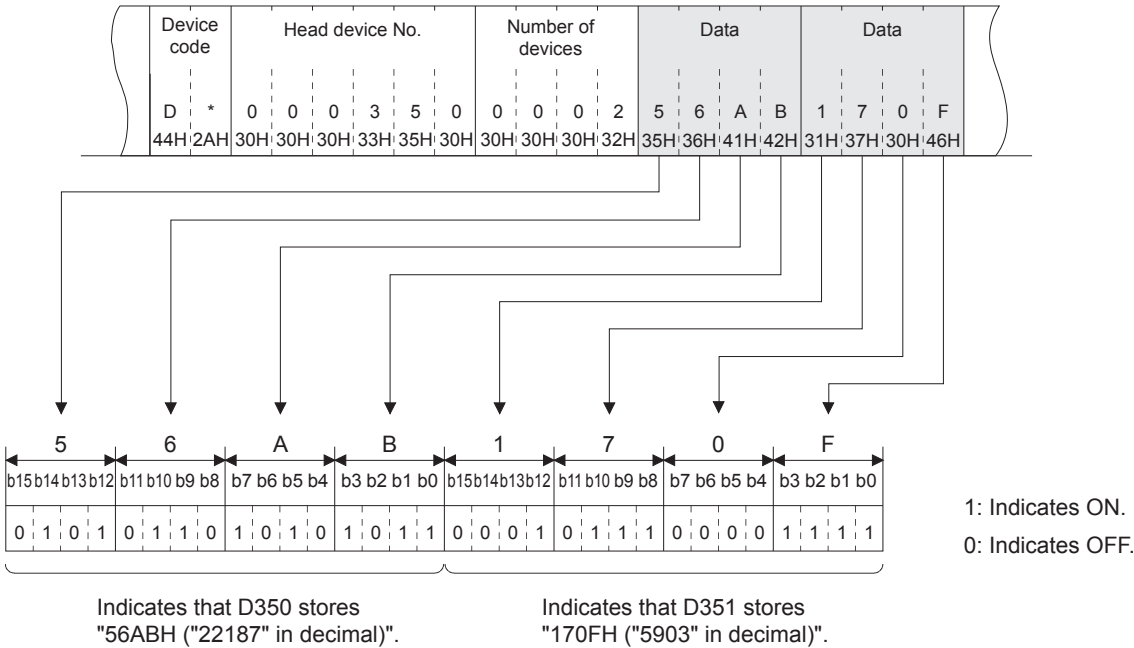 Device code Head device No. Number of devices Data Data
D * 0 0 0 3 5 0 0 0 0 2 5 6 A B 1 7 0 F
44H 2AH 30H 30H 30H 33H 35H 30H 30H 30H 30H 32H 35H 36H 41H 42H 31H 37H 30H 46H
5 6 A B 1 7 0 F
b15 b14 b13 b12 b11 b10 b9 b8 b7 b6 b5 b4 b3 b2 b1 b0 b15 b14 b13 b12 b11 b10 b9 b8 b7 b6 b5 b4 b3 b2 b1 b0
0 1 0 1 0 1 1 0 1 0 1 0 1 0 1 1 0 0 0 1 0 1 1 1 0 0 0 0 1 1 1 1
1: Indicates ON.
0: Indicates OFF.
Indicates that D350 stores
"56ABH ("22187" in decimal)".
Indicates that D351 stores
"170FH ("5903" in decimal)".